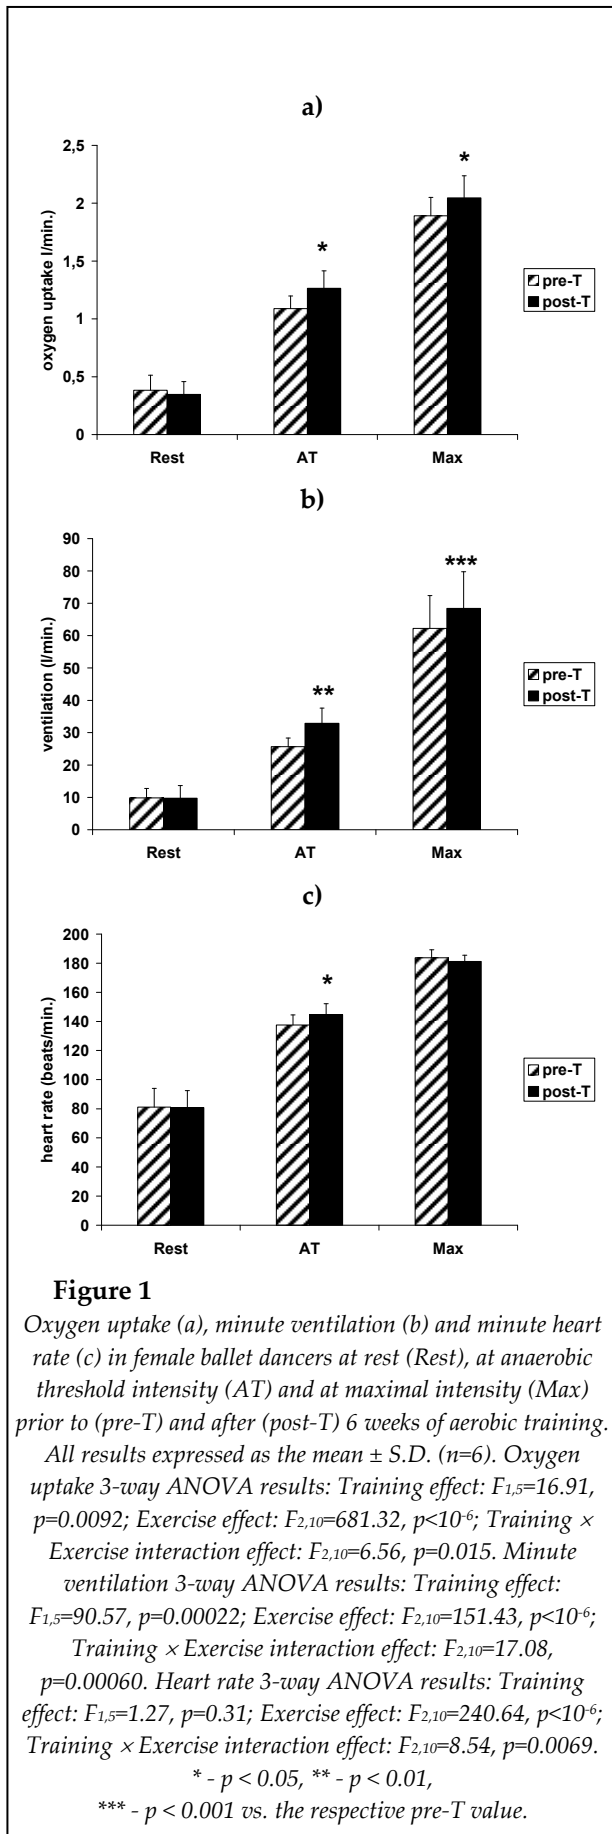 a)
2,5
2
1,5
1
0,5
0
oxygen uptake l/min.
*
*
pre-T
post-T
Rest AT Max
b)
90
80
70
60
50
40
30
20
10
0
ventilation (l/min.)
**
***
pre-T
post-T
Rest AT Max
c)
200
180
160
140
120
100
80
60
40
20
0
heart rate (beats/min.)
*
pre-T
post-T
Rest AT Max
Figure 1
Oxygen uptake (a), minute ventilation (b) and minute heart
rate (c) in female ballet dancers at rest (Rest), at anaerobic
threshold intensity (AT) and at maximal intensity (Max)
prior to (pre-T) and after (post-T) 6 weeks of aerobic training.
All results expressed as the mean ± S.D. (n=6). Oxygen
uptake 3-way ANOVA results: Training effect: F1,5=16.91,
p=0.0092; Exercise effect: F2,10=681.32, p<10-6; Training ×
Exercise interaction effect: F2,10=6.56, p=0.015. Minute
ventilation 3-way ANOVA results: Training effect:
F1,5=90.57, p=0.00022; Exercise effect: F2,10=151.43, p<10-6;
Training × Exercise interaction effect: F2,10=17.08,
p=0.00060. Heart rate 3-way ANOVA results: Training
effect: F1,5=1.27, p=0.31; Exercise effect: F2,10=240.64, p<10-6;
Training × Exercise interaction effect: F2,10=8.54, p=0.0069.
* - p < 0.05, ** - p < 0.01,
*** - p < 0.001 vs. the respective pre-T value.